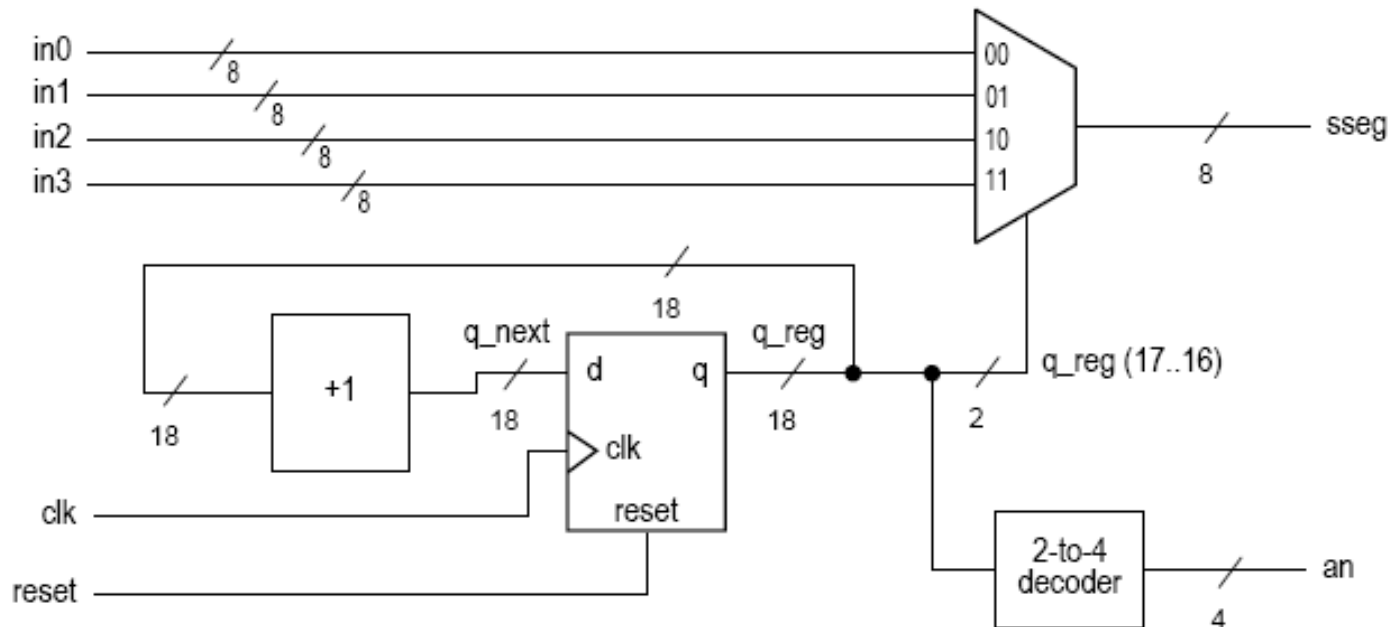 in0
8
00
in1
8
01
in2
8
10
in3
8
11
sseg
8
18
q_next
q_reg
+1
d
q
q_reg (17..16)
18
18
18
2
clk
clk
reset
2-to-4
decoder
an
4
reset